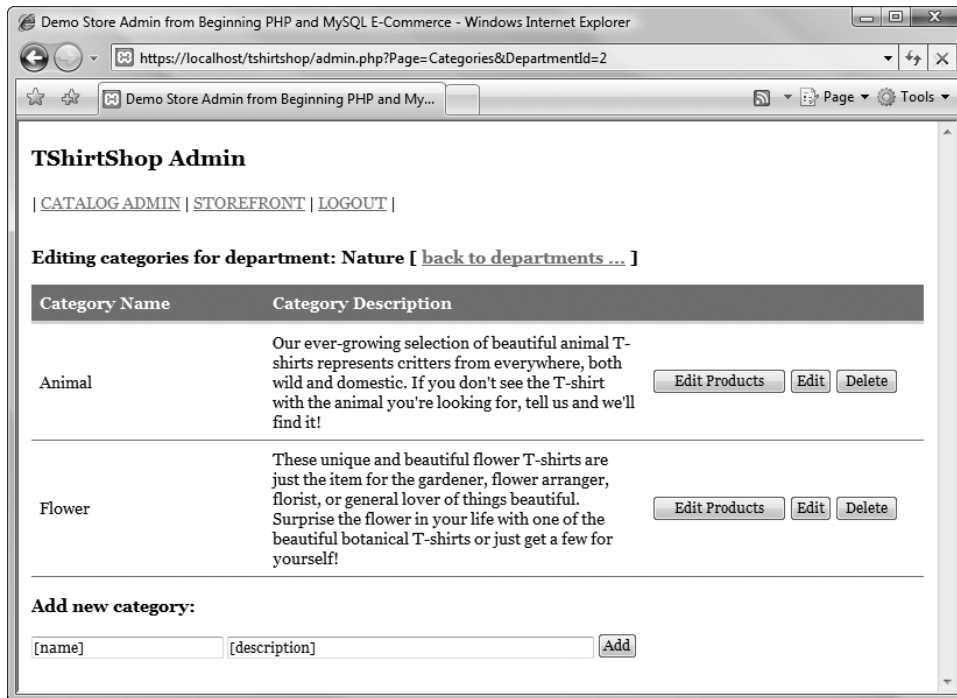 Demo Store Admin from Beginning PHP and MySQL E-Commerce - Windows Internet Explorer
https://localhost/tshirtshop/admin.php?Page=Categories&DepartmentId=2
Demo Store Admin from Beginning PHP and My...
Page
Tools
TShirtShop Admin
| CATALOG ADMIN | STOREFRONT | LOGOUT |
Editing categories for department: Nature [ back to departments ... ]
Category Name Category Description
Our ever-growing selection of beautiful animal T-
shirts represents critters from everywhere, both
Animal wild and domestic. If you don't see the T-shirt Edit Products Edit Delete
with the animal you're looking for, tell us and we'll
find it!
These unique and beautiful flower T-shirts are
just the item for the gardener, flower arranger,
Flower florist, or general lover of things beautiful. Edit Products Edit Delete
Surprise the flower in your life with one of the
beautiful botanical T-shirts or just get a few for
yourself!
Add new category:
[name] [description] Add